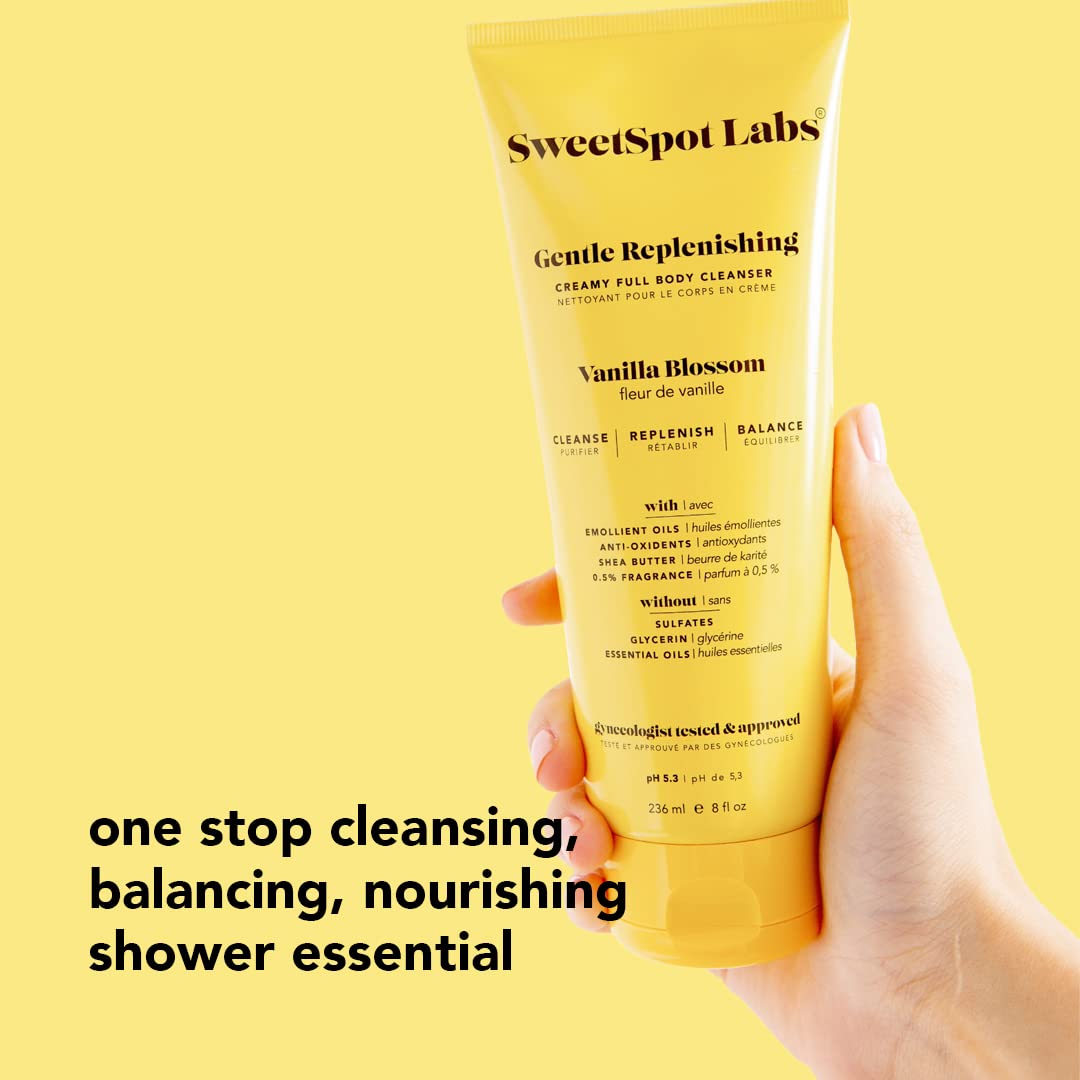 SweetSpot Labs®
Gentle Replenishing
CREAMY FULL BODY CLEANSER
NETTOYANT POUR LE CORPS EN CRÈME
Vanilla Blossom
fleur de vanille
CLEANSE | REPLENISH | BALANCE
PURIFIER | RÉTABLIR | ÉQUILIBRER
with | avec
EMOLLIENT OILS | huiles émollientes
ANTI-OXIDENTS | antioxydants
SHEA BUTTER | beurre de karité
0.5% FRAGRANCE | parfum à 0,5 %
without | sans
SULFATES
GLYCERIN | glycérine
ESSENTIAL OILS | huiles essentielles
gynecologist tested & approved
TESTÉ ET APPROUVÉ PAR DES GYNÉCOLOGUES
pH 5.3 | pH de 5,3
236 ml e 8 fl oz
one stop cleansing,
balancing, nourishing
shower essential